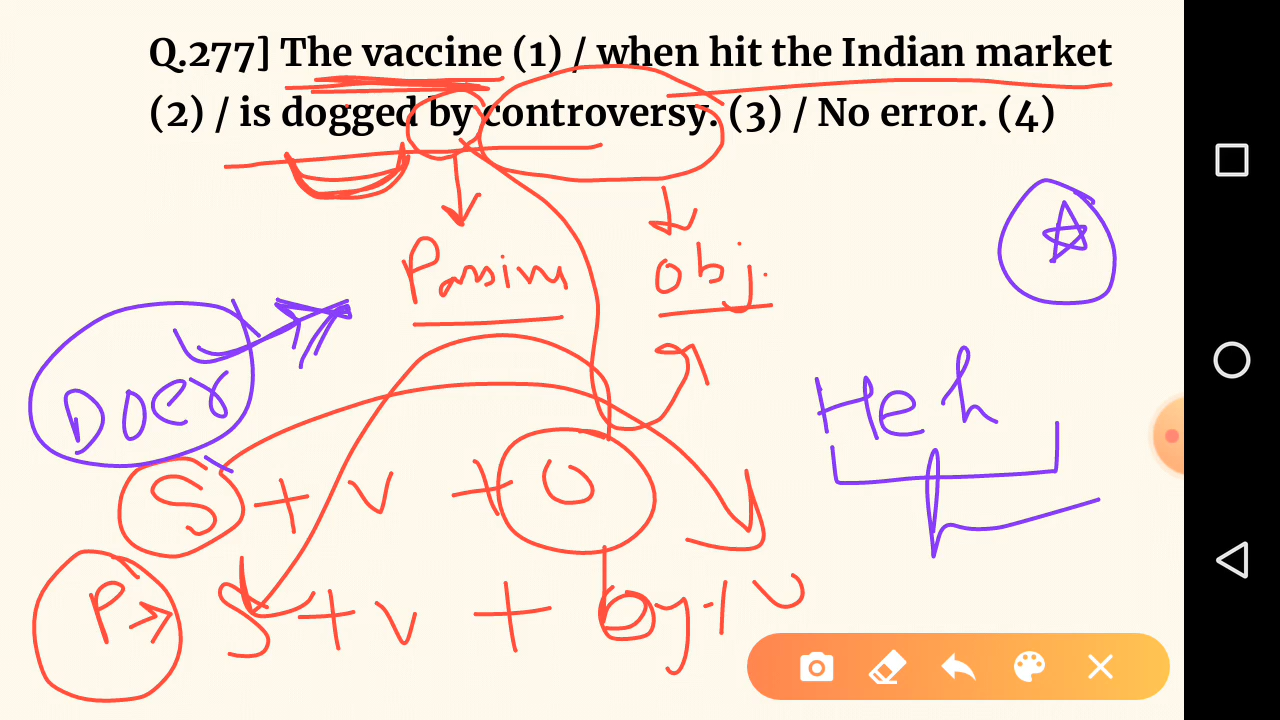 Q.277] The vaccine (1) / when hit the Indian market
(2) / is dogged by controversy. (3) / No error. (4)
Passive
Obj.
Doer
Heh
S + v + O
P → S + v + by + O